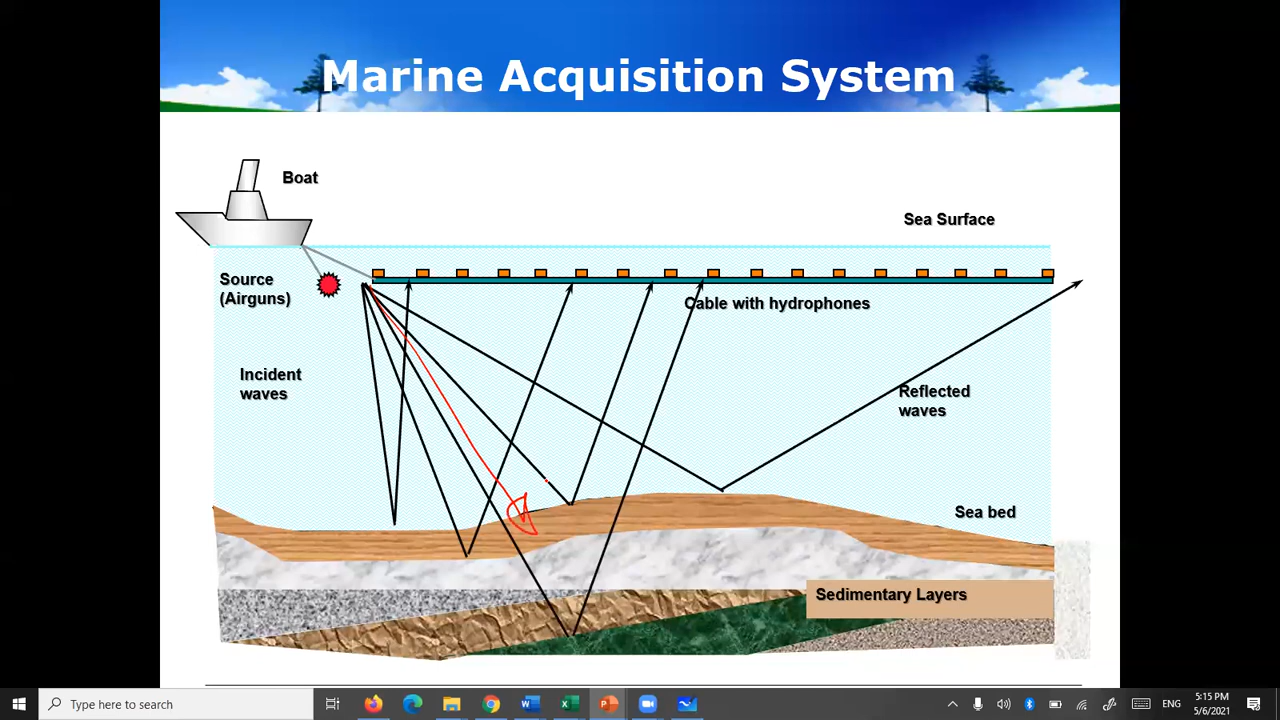 Marine Acquisition System
Boat
Sea Surface
Source
(Airguns)
Cable with hydrophones
Incident
waves
Reflected
waves
Sea bed
Sedimentary Layers
Type here to search
ENG
5:15 PM
5/6/2021